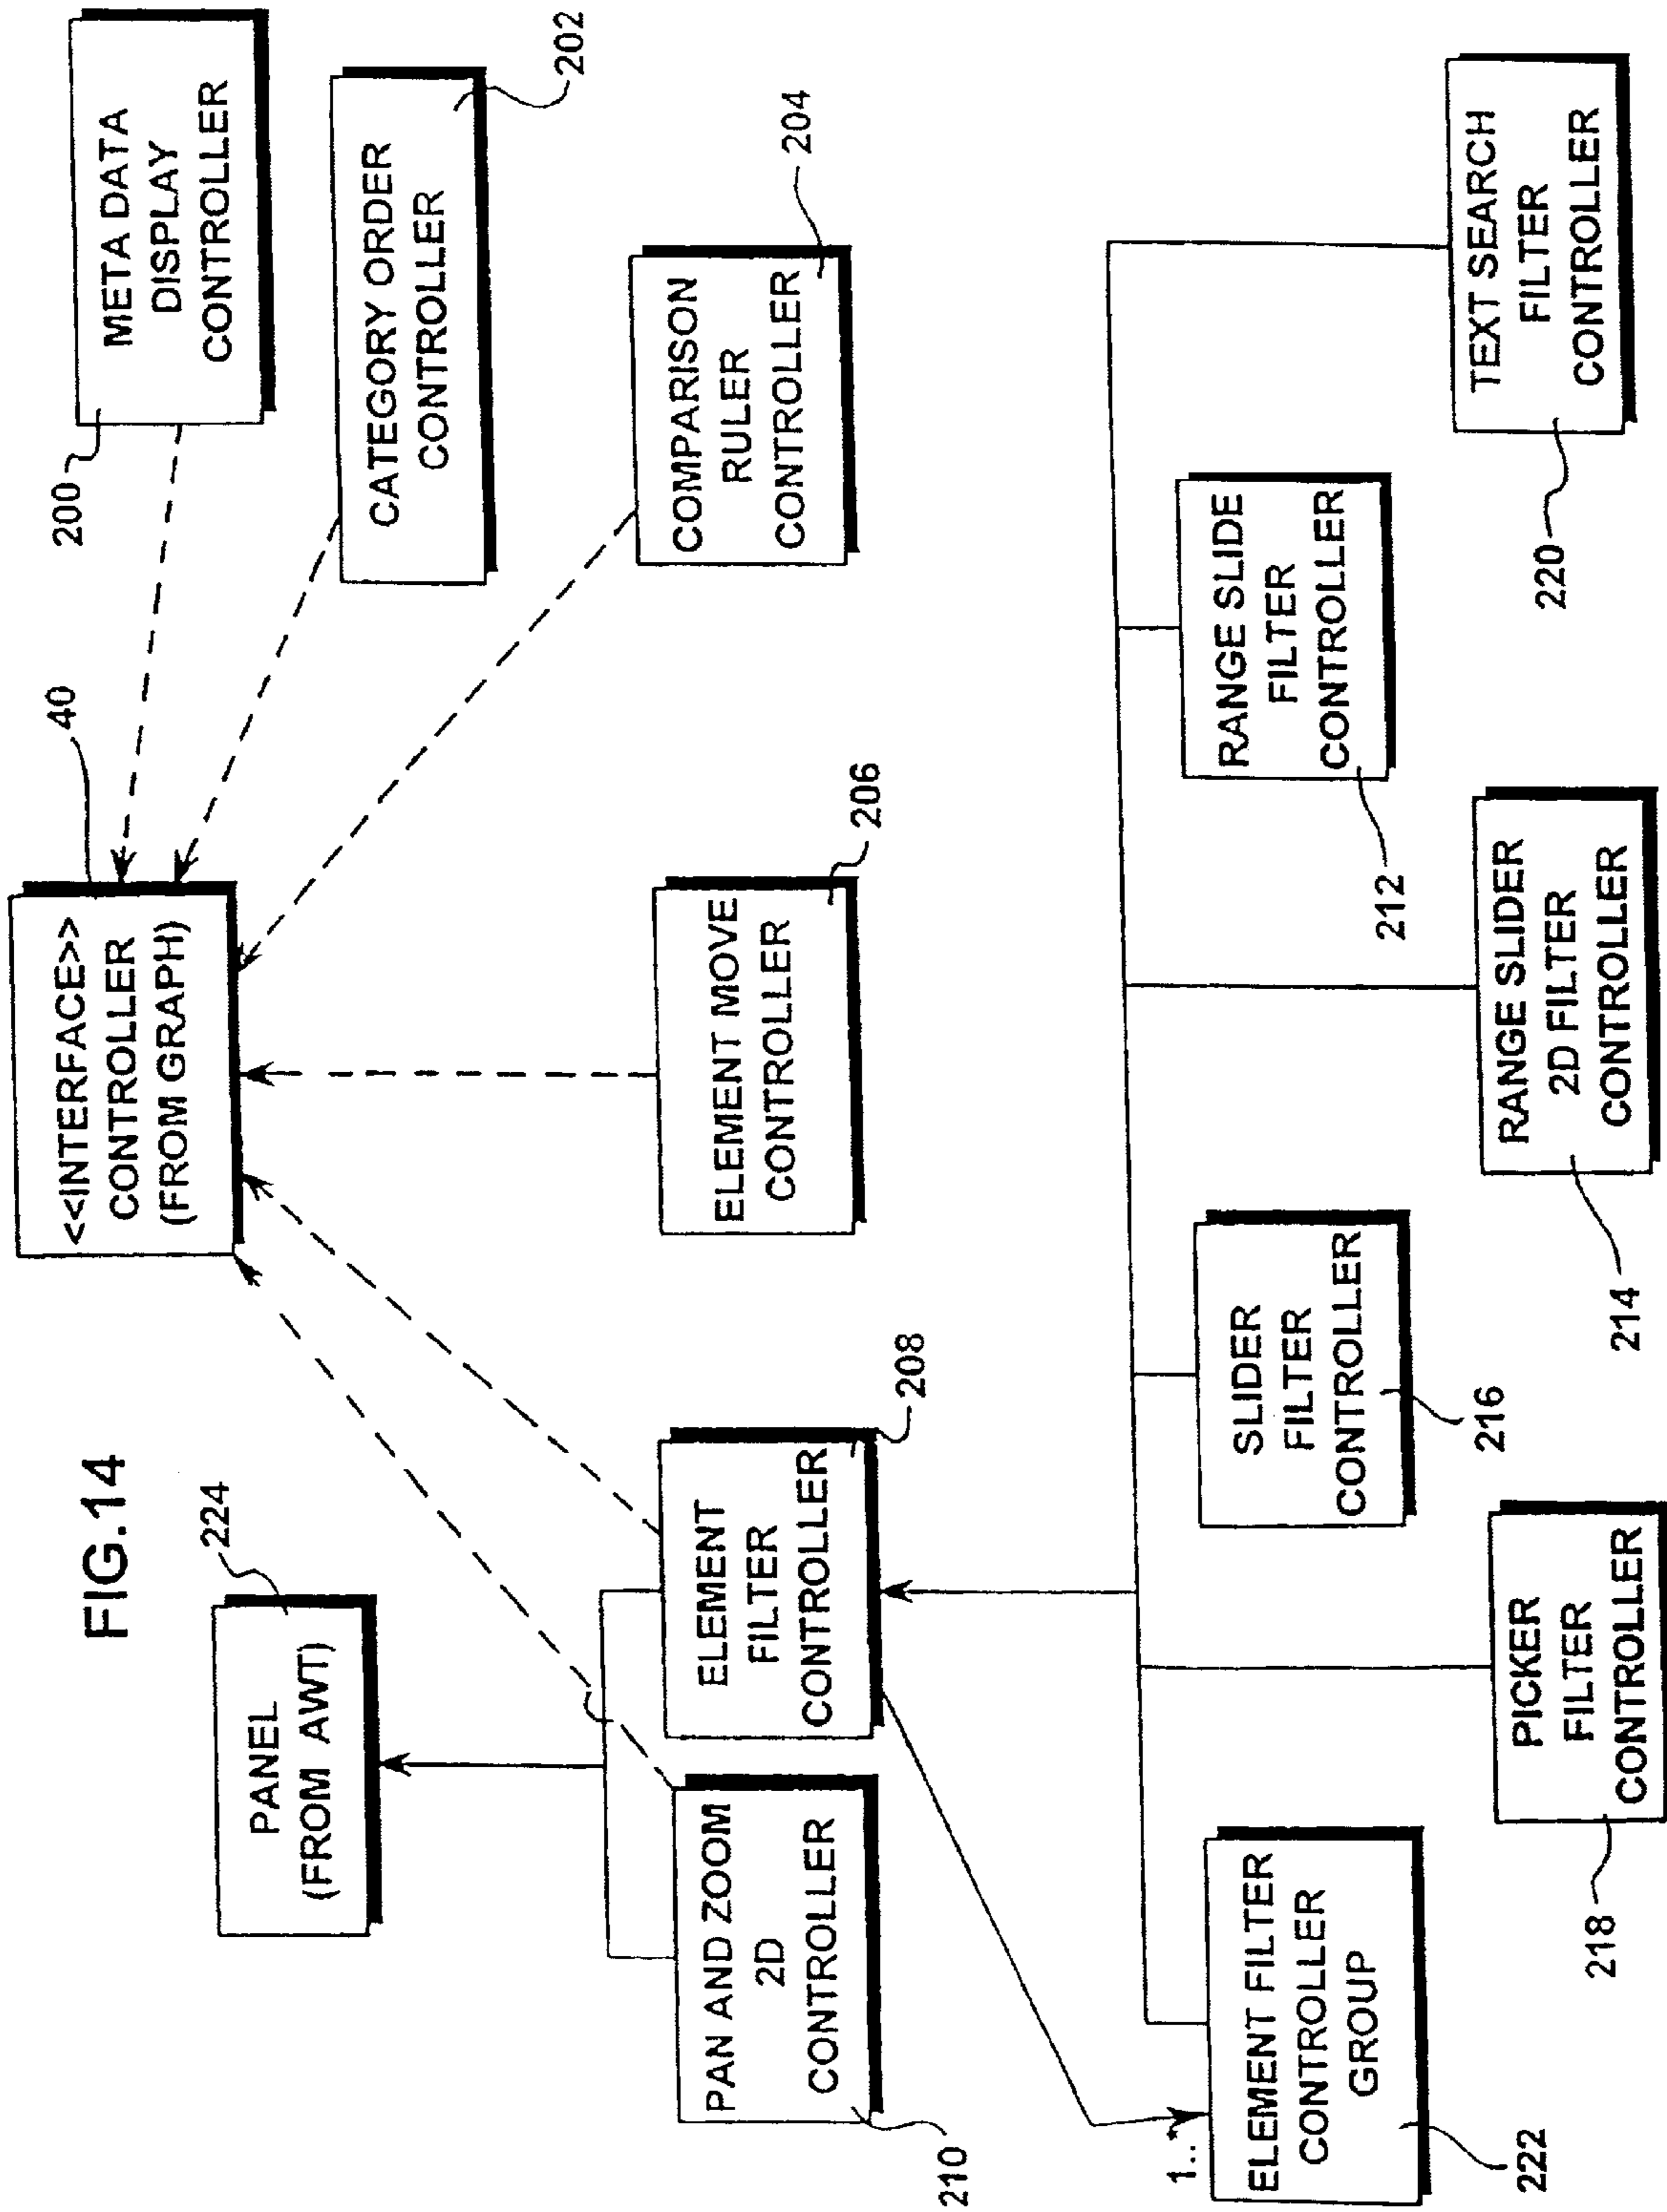 FIG.14
<<INTERFACE>>
CONTROLLER
(FROM GRAPH)
40
META DATA
DISPLAY
CONTROLLER
200
CATEGORY ORDER
CONTROLLER
202
COMPARISON
RULER
CONTROLLER
204
ELEMENT MOVE
CONTROLLER
206
PANEL
(FROM AWT)
224
ELEMENT
FILTER
CONTROLLER
208
PAN AND ZOOM
2D
CONTROLLER
210
1..*
ELEMENT FILTER
CONTROLLER
GROUP
222
PICKER
FILTER
CONTROLLER
218
SLIDER
FILTER
CONTROLLER
216
RANGE SLIDER
2D FILTER
CONTROLLER
214
RANGE SLIDE
FILTER
CONTROLLER
212
TEXT SEARCH
FILTER
CONTROLLER
220